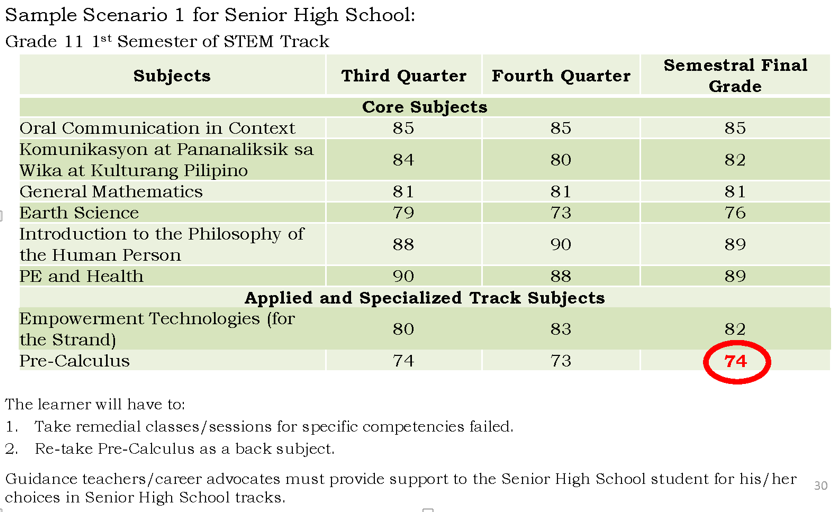 Sample Scenario 1 for Senior High School:
Grade 11 1st Semester of STEM Track
Subjects Third Quarter Fourth Quarter Semestral Final Grade
Core Subjects
Oral Communication in Context 85 85 85
Komunikasyon at Pananaliksik sa Wika at Kulturang Pilipino 84 80 82
General Mathematics 81 81 81
Earth Science 79 73 76
Introduction to the Philosophy of the Human Person 88 90 89
PE and Health 90 88 89
Applied and Specialized Track Subjects
Empowerment Technologies (for the Strand) 80 83 82
Pre-Calculus 74 73 74
The learner will have to:
1. Take remedial classes/sessions for specific competencies failed.
2. Re-take Pre-Calculus as a back subject.
Guidance teachers/career advocates must provide support to the Senior High School student for his/her
choices in Senior High School tracks.
30